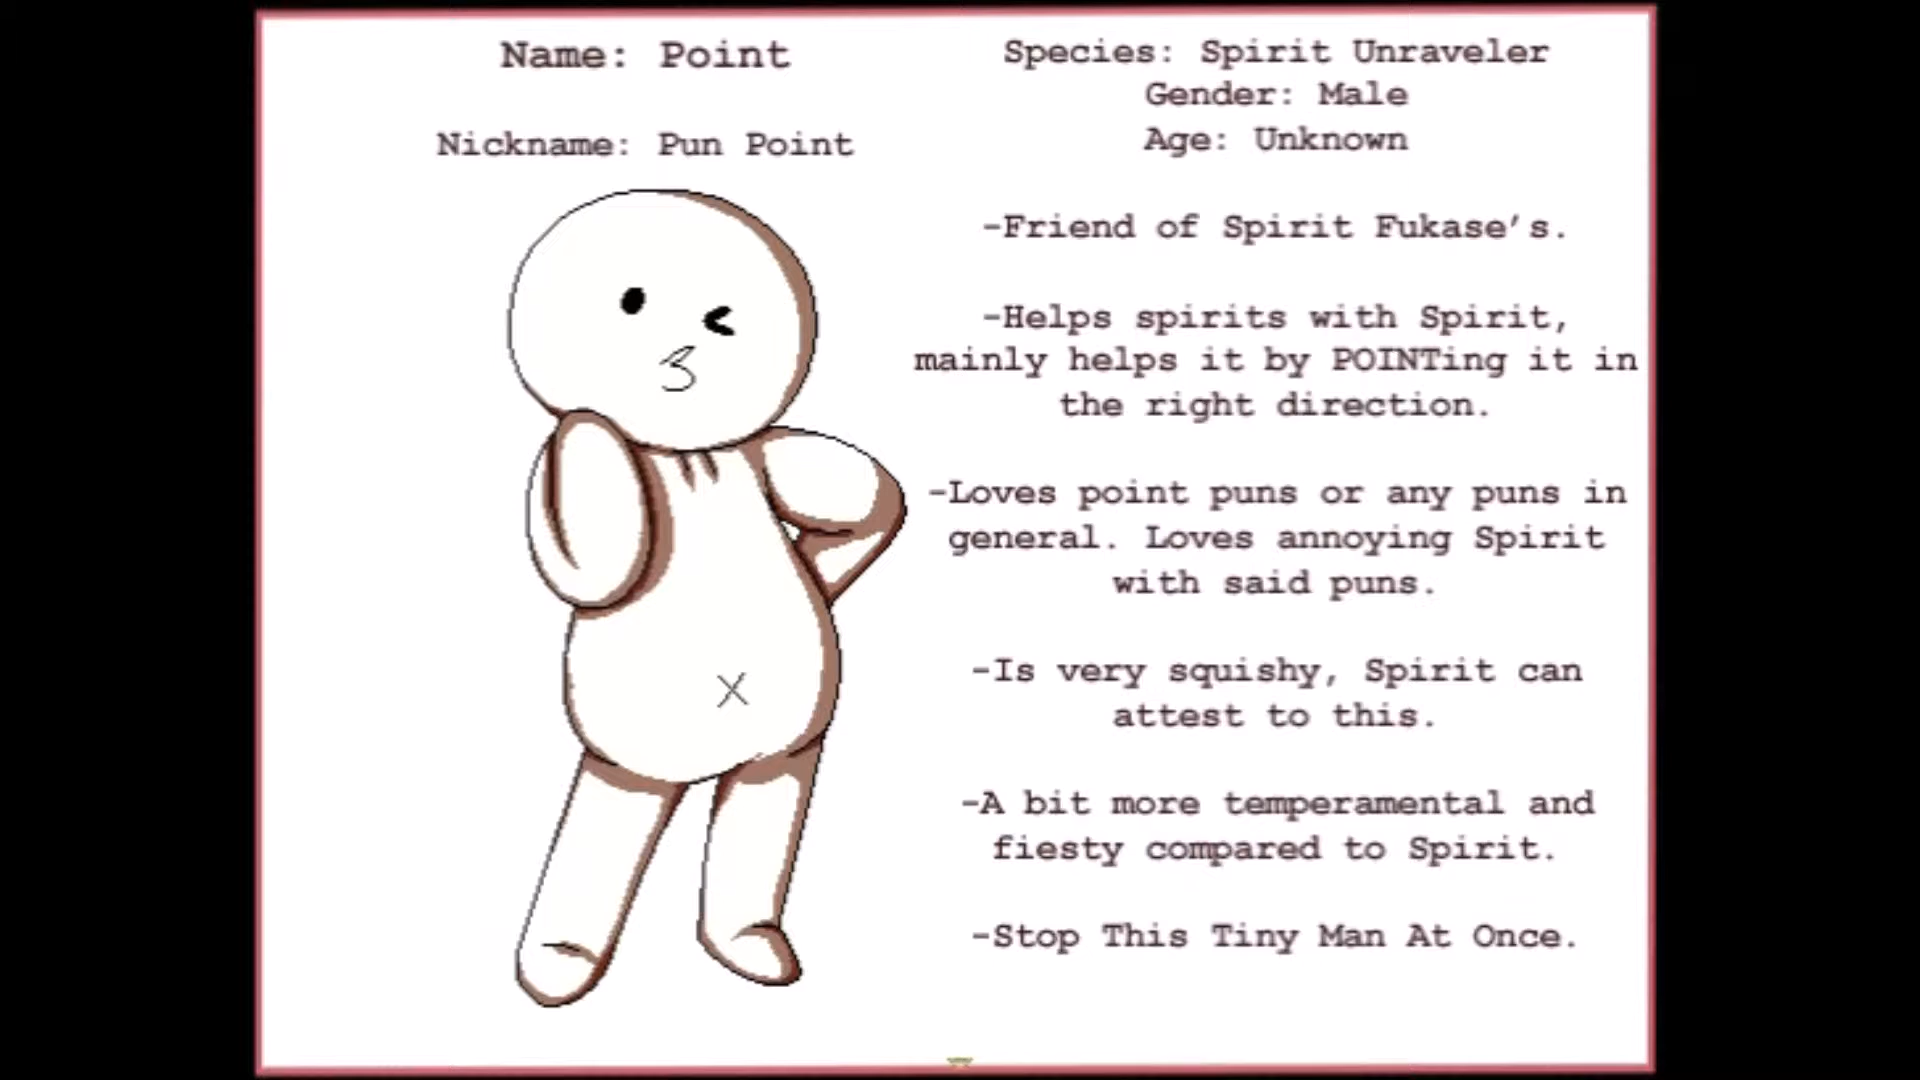 Name: Point
Nickname: Pun Point
Species: Spirit Unraveler
Gender: Male
Age: Unknown
-Friend of Spirit Fukase's.
-Helps spirits with Spirit,
mainly helps it by POINTing it in
the right direction.
-Loves point puns or any puns in
general. Loves annoying Spirit
with said puns.
-Is very squishy, Spirit can
attest to this.
-A bit more temperamental and
fiesty compared to Spirit.
-Stop This Tiny Man At Once.